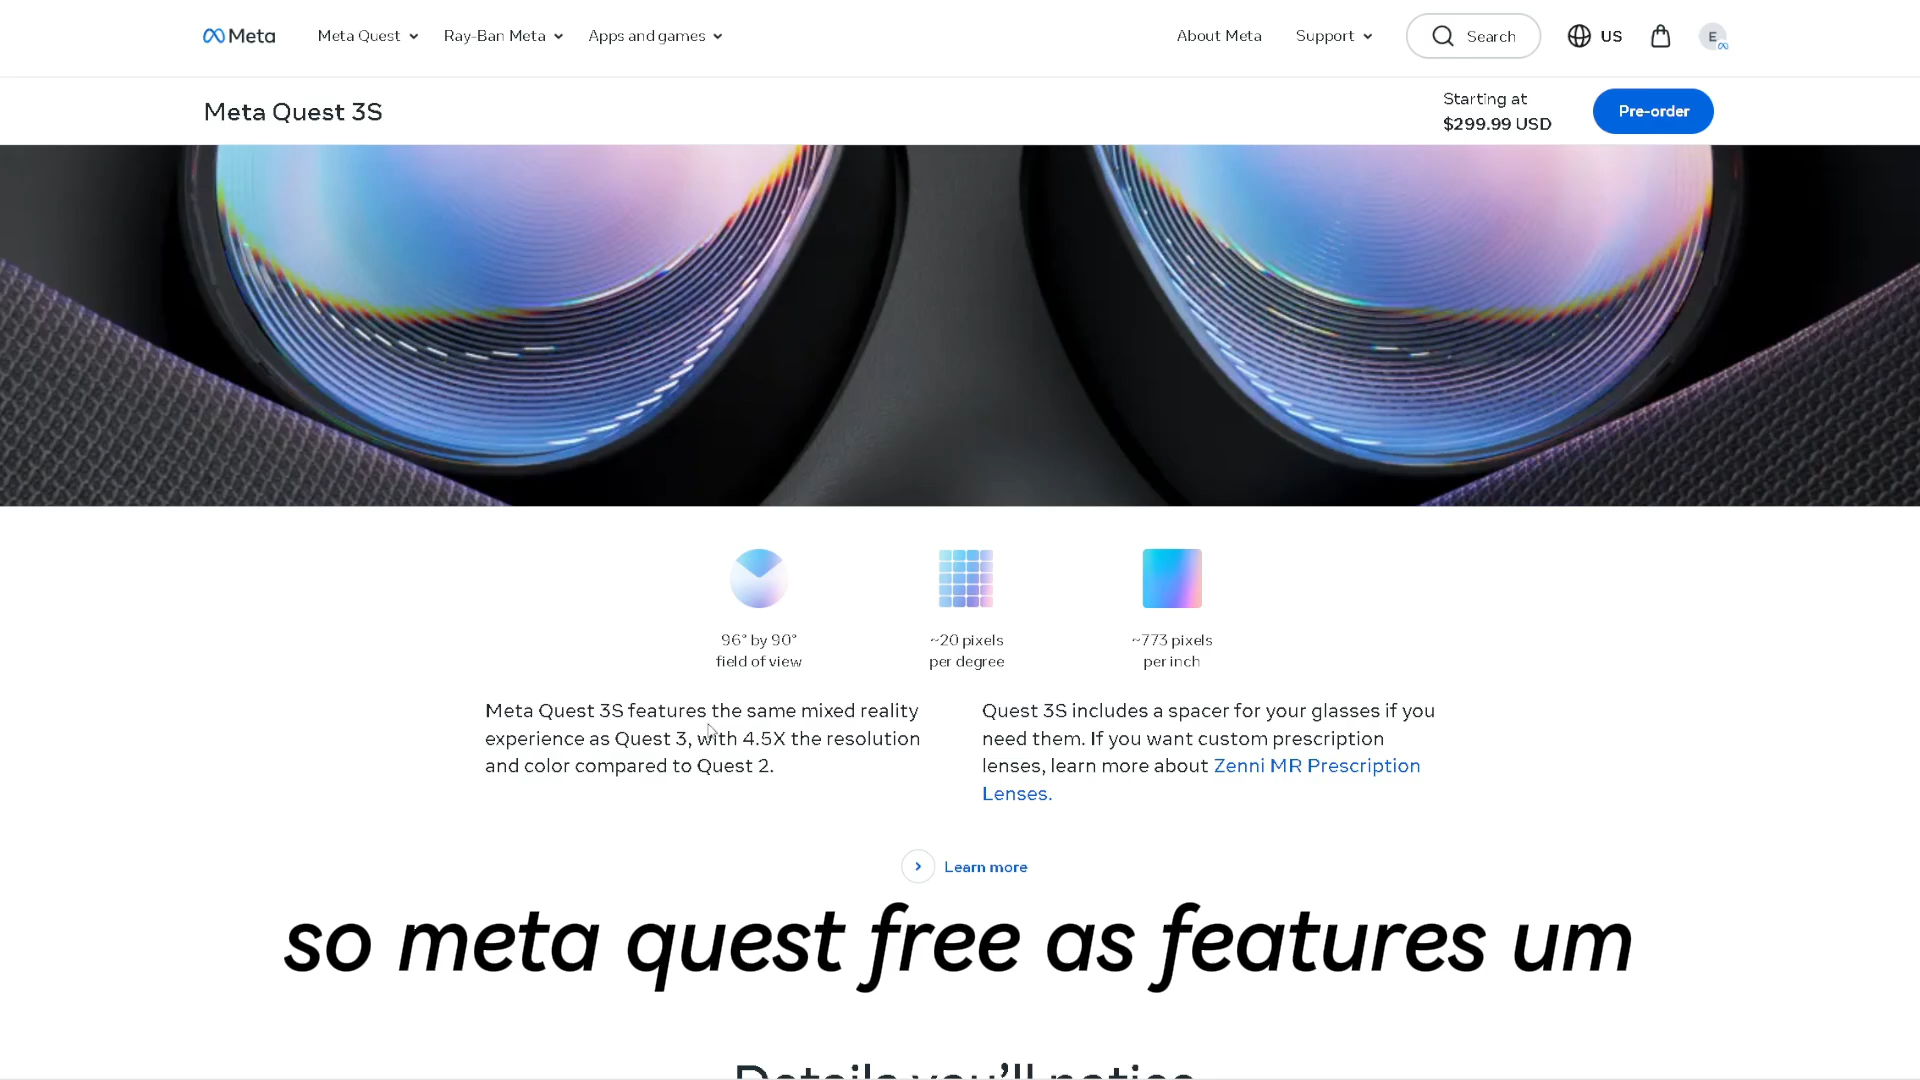 Meta
Meta Quest
Ray-Ban Meta
Apps and games
About Meta
Support
Search
US
E
Meta Quest 3S
Starting at
$299.99 USD
Pre-order
96° by 90°
field of view
~20 pixels
per degree
~773 pixels
per inch
Meta Quest 3S features the same mixed reality
experience as Quest 3, with 4.5X the resolution
and color compared to Quest 2.
Quest 3S includes a spacer for your glasses if you
need them. If you want custom prescription
lenses, learn more about Zenni MR Prescription
Lenses.
Learn more
so meta quest free as features um
Details you'll notice